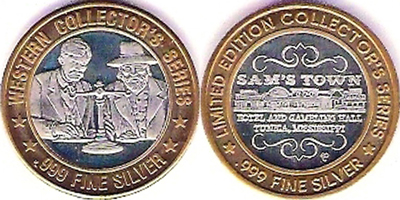 WESTERN COLLECTOR'S SERIES
.999 FINE SILVER
LIMITED EDITION COLLECTOR'S SERIES
SAM'S TOWN
HOTEL AND GAMBLING HALL
TUNICA, MISSISSIPPI
.999 FINE SILVER